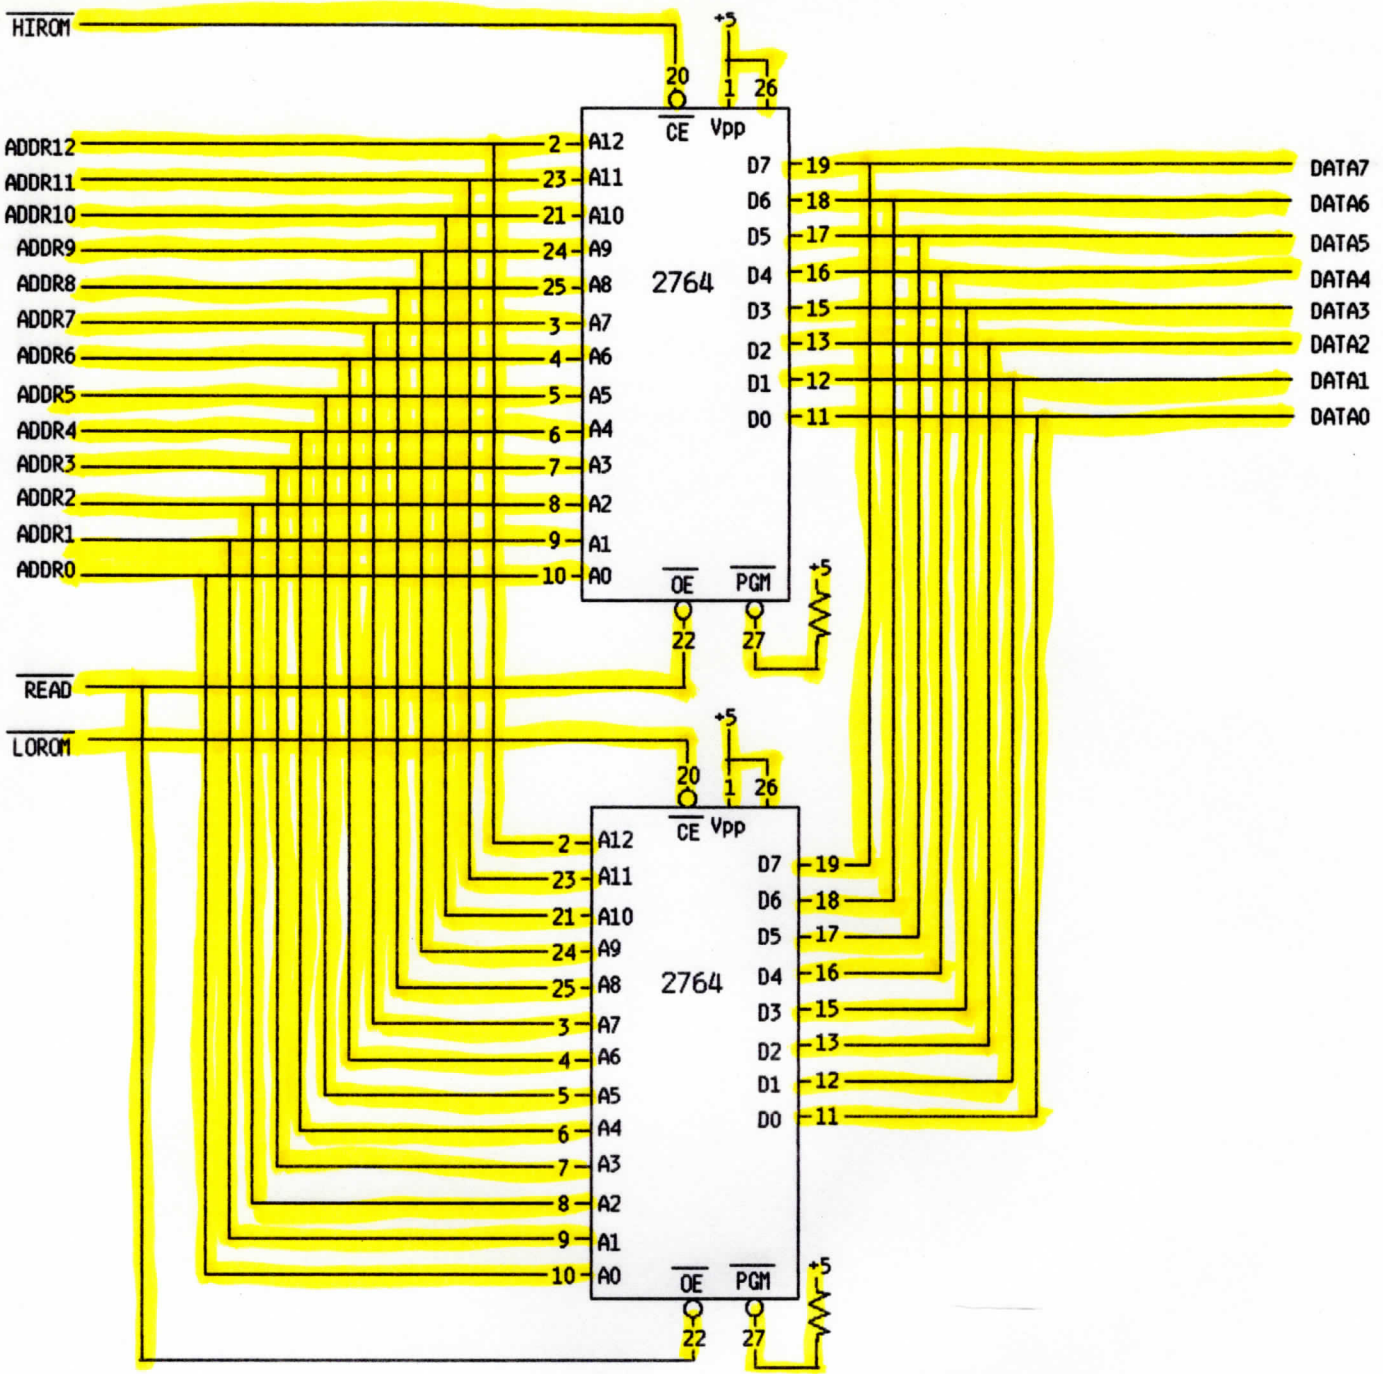 HIROM
+5
20
1
26
CE Vpp
ADDR12 2 A12
D7 19 DATA7
ADDR11 23 A11
D6 18 DATA6
ADDR10 21 A10
D5 17 DATA5
ADDR9 24 A9
2764
D4 16 DATA4
ADDR8 25 A8
D3 15 DATA3
ADDR7 3 A7
D2 13 DATA2
ADDR6 4 A6
D1 12 DATA1
ADDR5 5 A5
D0 11 DATA0
ADDR4 6 A4
ADDR3 7 A3
ADDR2 8 A2
ADDR1 9 A1
ADDR0 10 A0
OE PGM
+5
22
27
READ
LOROM
+5
20
1
26
CE Vpp
2 A12
D7 19
23 A11
D6 18
21 A10
D5 17
24 A9
2764
D4 16
25 A8
D3 15
3 A7
D2 13
4 A6
D1 12
5 A5
D0 11
6 A4
7 A3
8 A2
9 A1
10 A0
OE PGM
+5
22
27